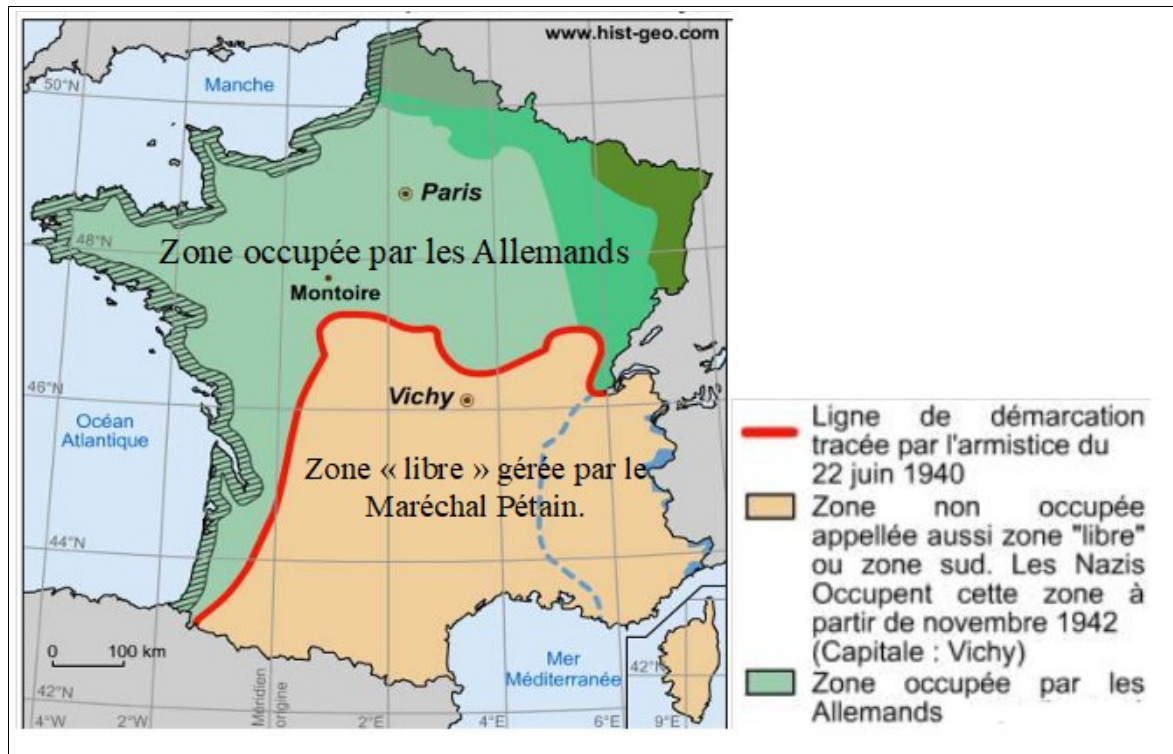 www.hist-geo.com
50°N
Manche
Paris
48°N
Zone occupée par les Allemands
Montoire
46°N
Vichy
Océan
Atlantique
Zone « libre » gérée par le
Maréchal Pétain.
44°N
0 100 km
Mer
Méditerranée
42°N
42°N
4°W
2°W
Méridien
origine
2°E
4°E
6°E
9°E
Ligne de démarcation
tracée par l'armistice du
22 juin 1940
Zone non occupée
appellée aussi zone "libre"
ou zone sud. Les Nazis
Occupent cette zone à
partir de novembre 1942
(Capitale : Vichy)
Zone occupée par les
Allemands